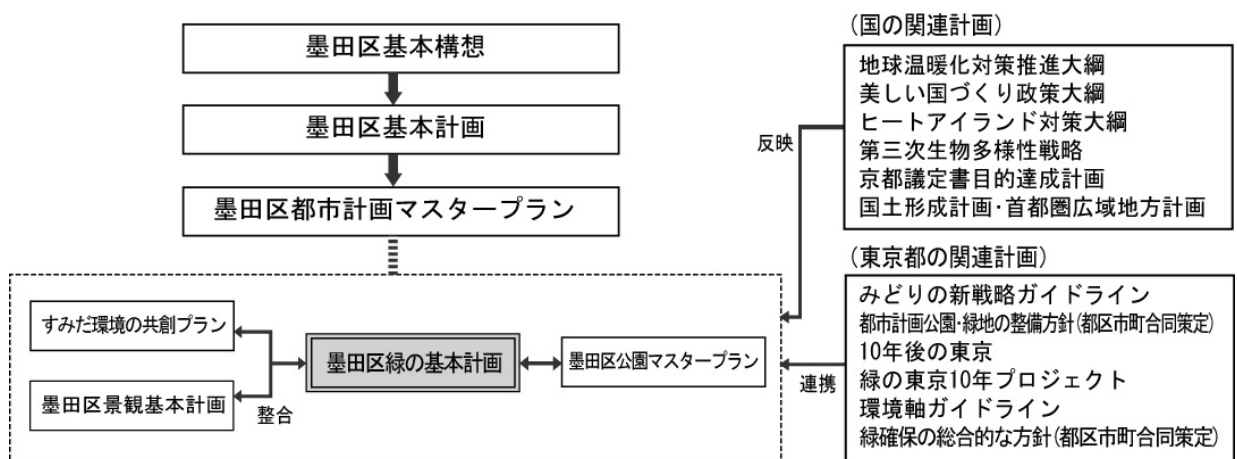 墨田区基本構想
墨田区基本計画
墨田区都市計画マスタープラン
すみだ環境の共創プラン
墨田区景観基本計画
整合
墨田区緑の基本計画
墨田区公園マスタープラン
反映
連携
(国の関連計画)
地球温暖化対策推進大綱
美しい国づくり政策大綱
ヒートアイランド対策大綱
第三次生物多様性戦略
京都議定書目的達成計画
国土形成計画・首都圏広域地方計画
(東京都の関連計画)
みどりの新戦略ガイドライン
都市計画公園・緑地の整備方針(都区市町合同策定)
10年後の東京
緑の東京10年プロジェクト
環境軸ガイドライン
緑確保の総合的な方針(都区市町合同策定)